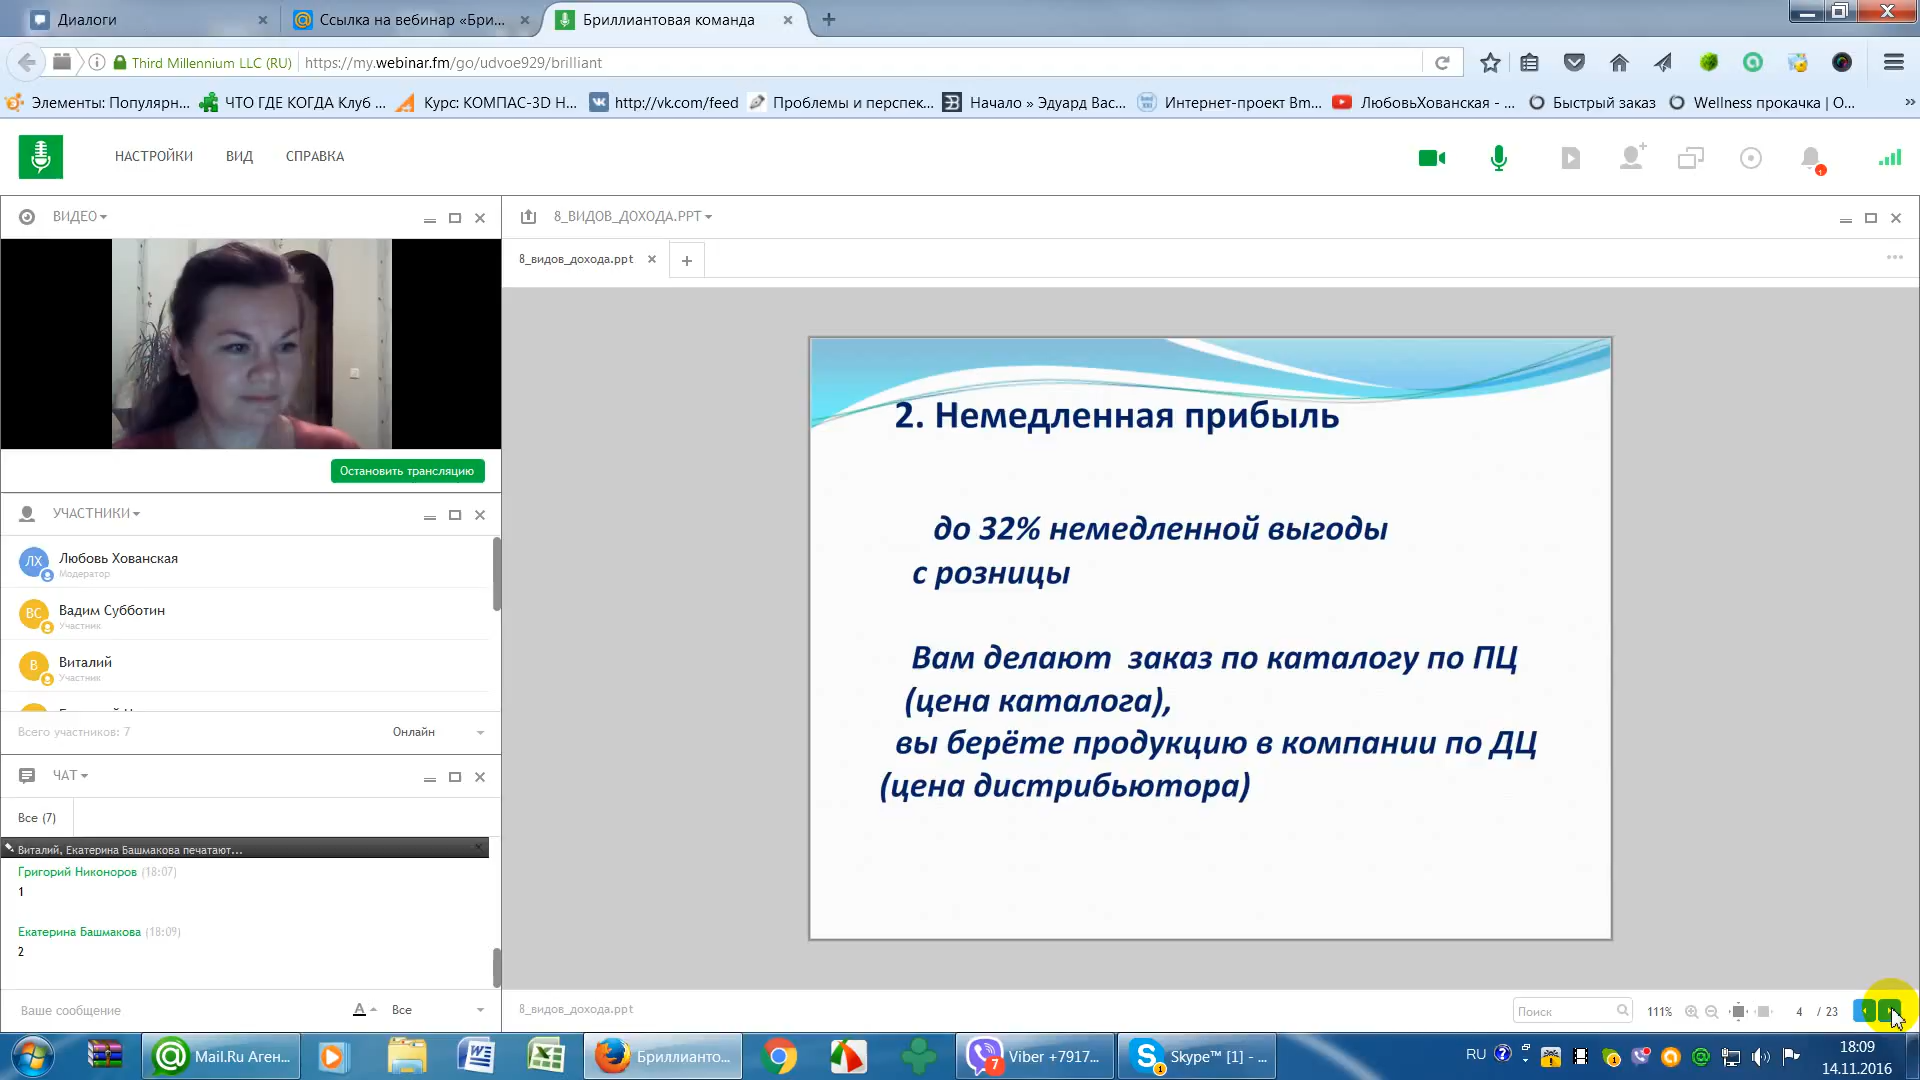 Диалоги
Ссылка на вебинар «Бри...
Бриллиантовая команда
Third Millennium LLC (RU)
https://my.webinar.fm/go/udvoe929/brilliant
Элементы: Популярн...
ЧТО ГДЕ КОГДА Клуб ...
Курс: КОМПАС-3D Н...
http://vk.com/feed
Проблемы и перспек...
Начало » Эдуард Вас...
Интернет-проект Bm...
ЛюбовьХованская - ...
Быстрый заказ
Wellness прокачка | О...
НАСТРОЙКИ
ВИД
СПРАВКА
ВИДЕО
Остановить трансляцию
УЧАСТНИКИ
ЛХ
Любовь Хованская
Модератор
ВС
Вадим Субботин
Участник
В
Виталий
Участник
Всего участников: 7
Онлайн
ЧАТ
Все (7)
Виталий, Екатерина Башмакова печатают...
Григорий Никоноров (18:07)
1
Екатерина Башмакова (18:09)
2
Ваше сообщение
А
Все
8_ВИДОВ_ДОХОДА.PPT
8_видов_дохода.ppt
2. Немедленная прибыль
до 32% немедленной выгоды
с розницы
Вам делают заказ по каталогу по ПЦ
(цена каталога),
вы берёте продукцию в компании по ДЦ
(цена дистрибьютора)
8_видов_дохода.ppt
Поиск
111%
4 / 23
Mail.Ru Аген...
Бриллианто...
7
Viber +7917...
Skype™ [1] - ...
RU
18:09
14.11.2016